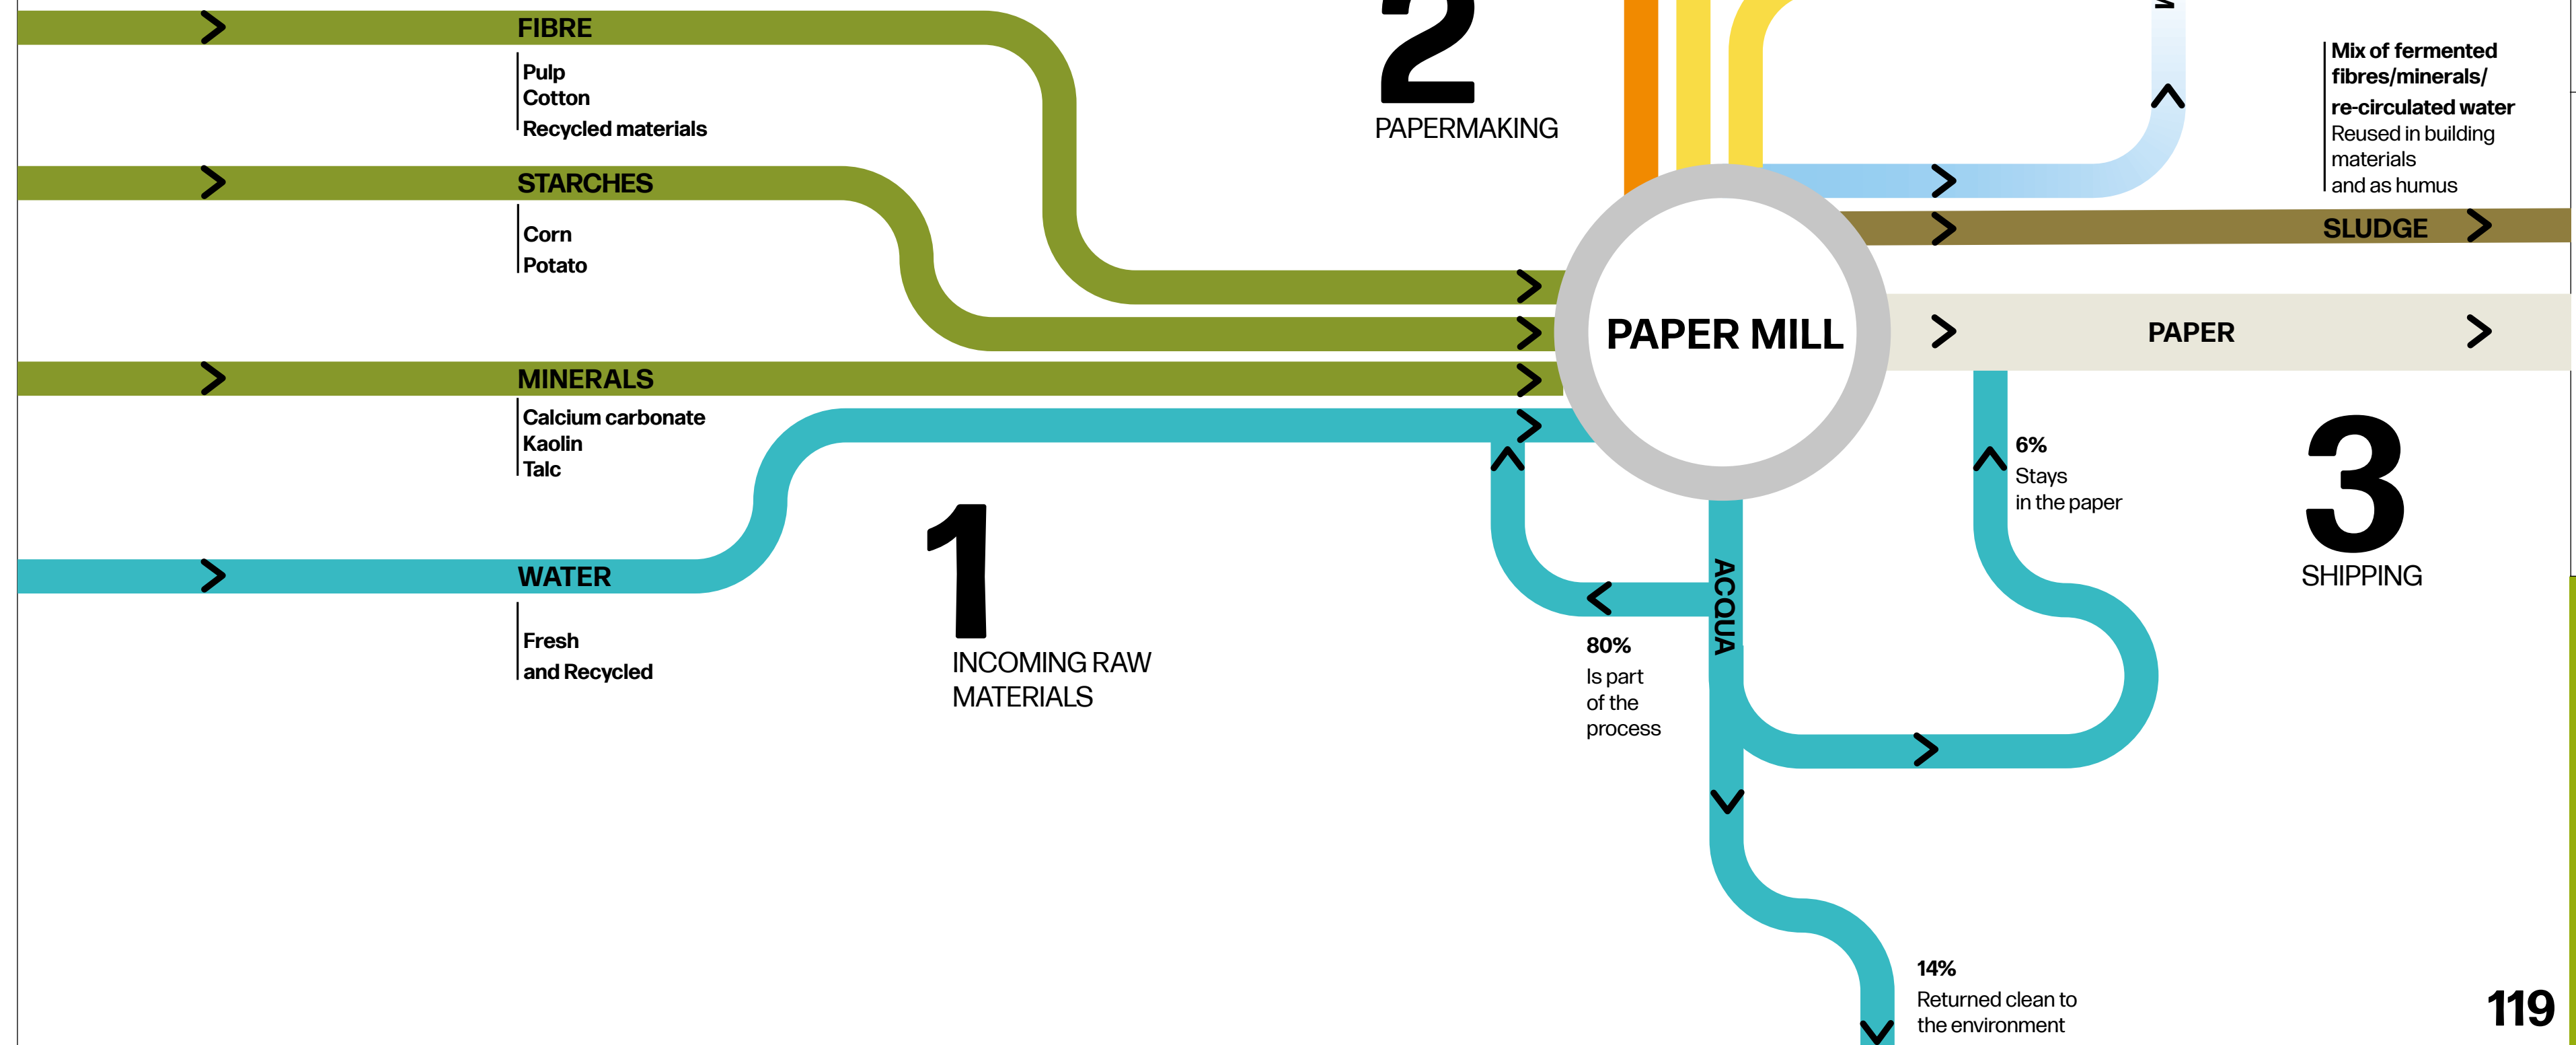 FIBRE
Pulp
Cotton
Recycled materials
STARCHES
Corn
Potato
MINERALS
Calcium carbonate
Kaolin
Talc
WATER
Fresh
and Recycled
1
INCOMING RAW
MATERIALS
2
PAPERMAKING
PAPER MILL
Mix of fermented
fibres/minerals/
re-circulated water
Reused in building
materials
and as humus
SLUDGE
PAPER
3
SHIPPING
6%
Stays
in the paper
ACQUA
80%
Is part
of the
process
14%
Returned clean to
the environment
119